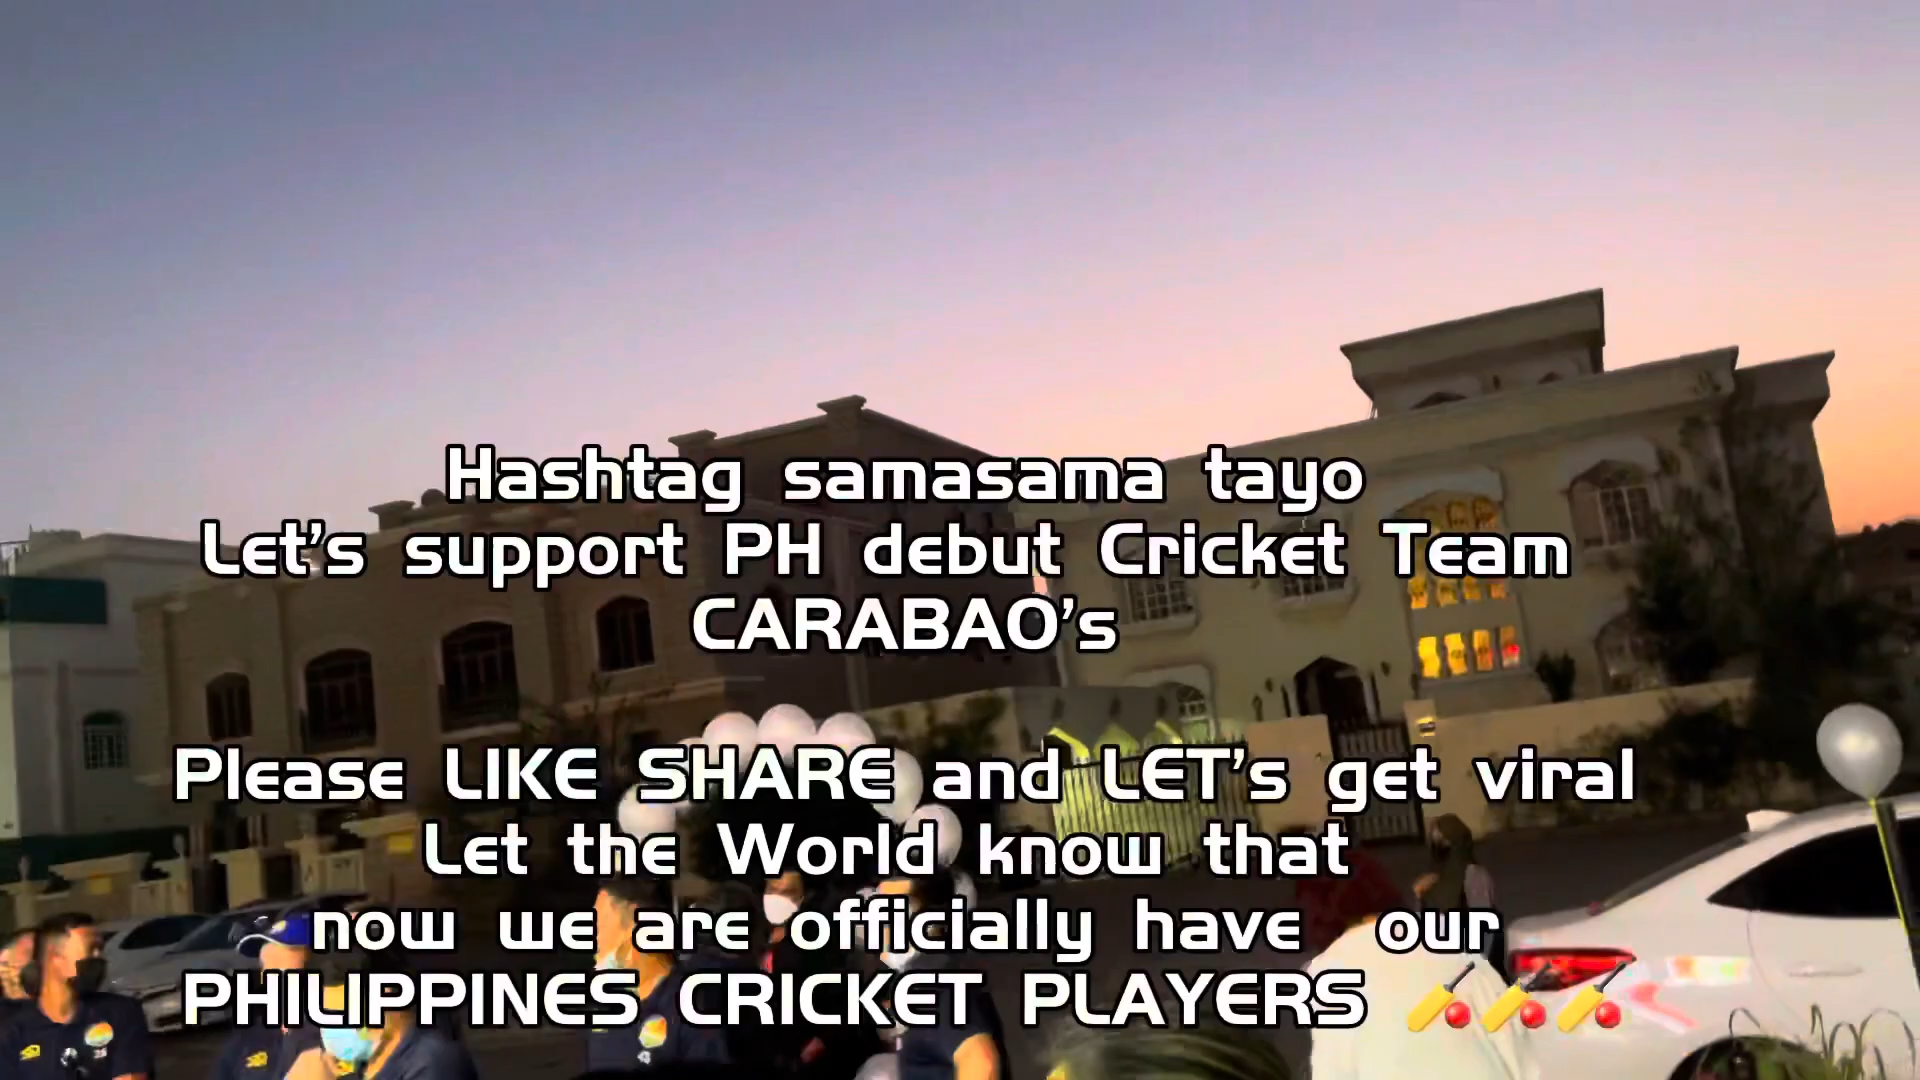 Hashtag samasama tayo
Let's support PH debut Cricket Team
CARABAO's
Please LIKE SHARE and LET's get viral
Let the World know that
now we are officially have our
PHILIPPINES CRICKET PLAYERS 🏏🏏🏏